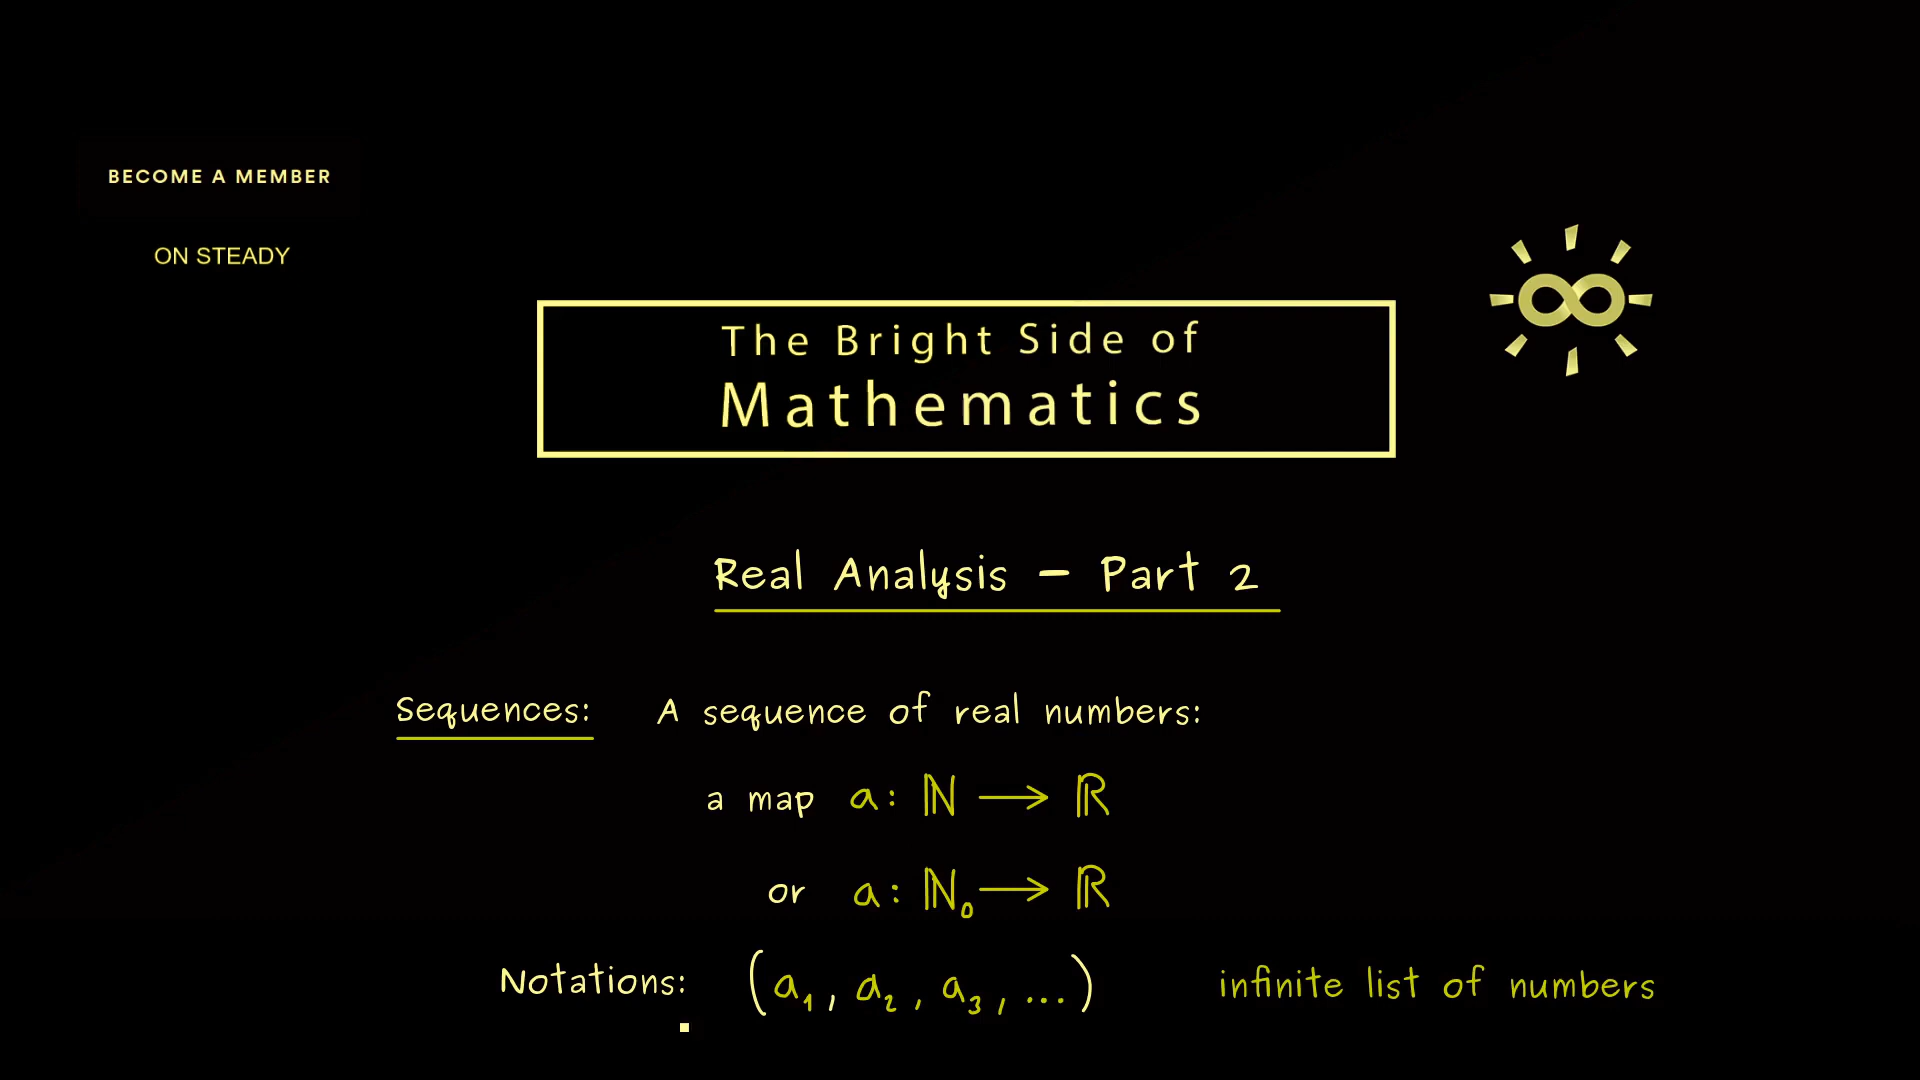 BECOME A MEMBER
ON STEADY
The Bright Side of
Mathematics
Real Analysis – Part 2
Sequences: A sequence of real numbers:
a map a: ℕ ⟶ ℝ
or a: ℕ₀ ⟶ ℝ
Notations: (a₁, a₂, a₃, ...) infinite list of numbers